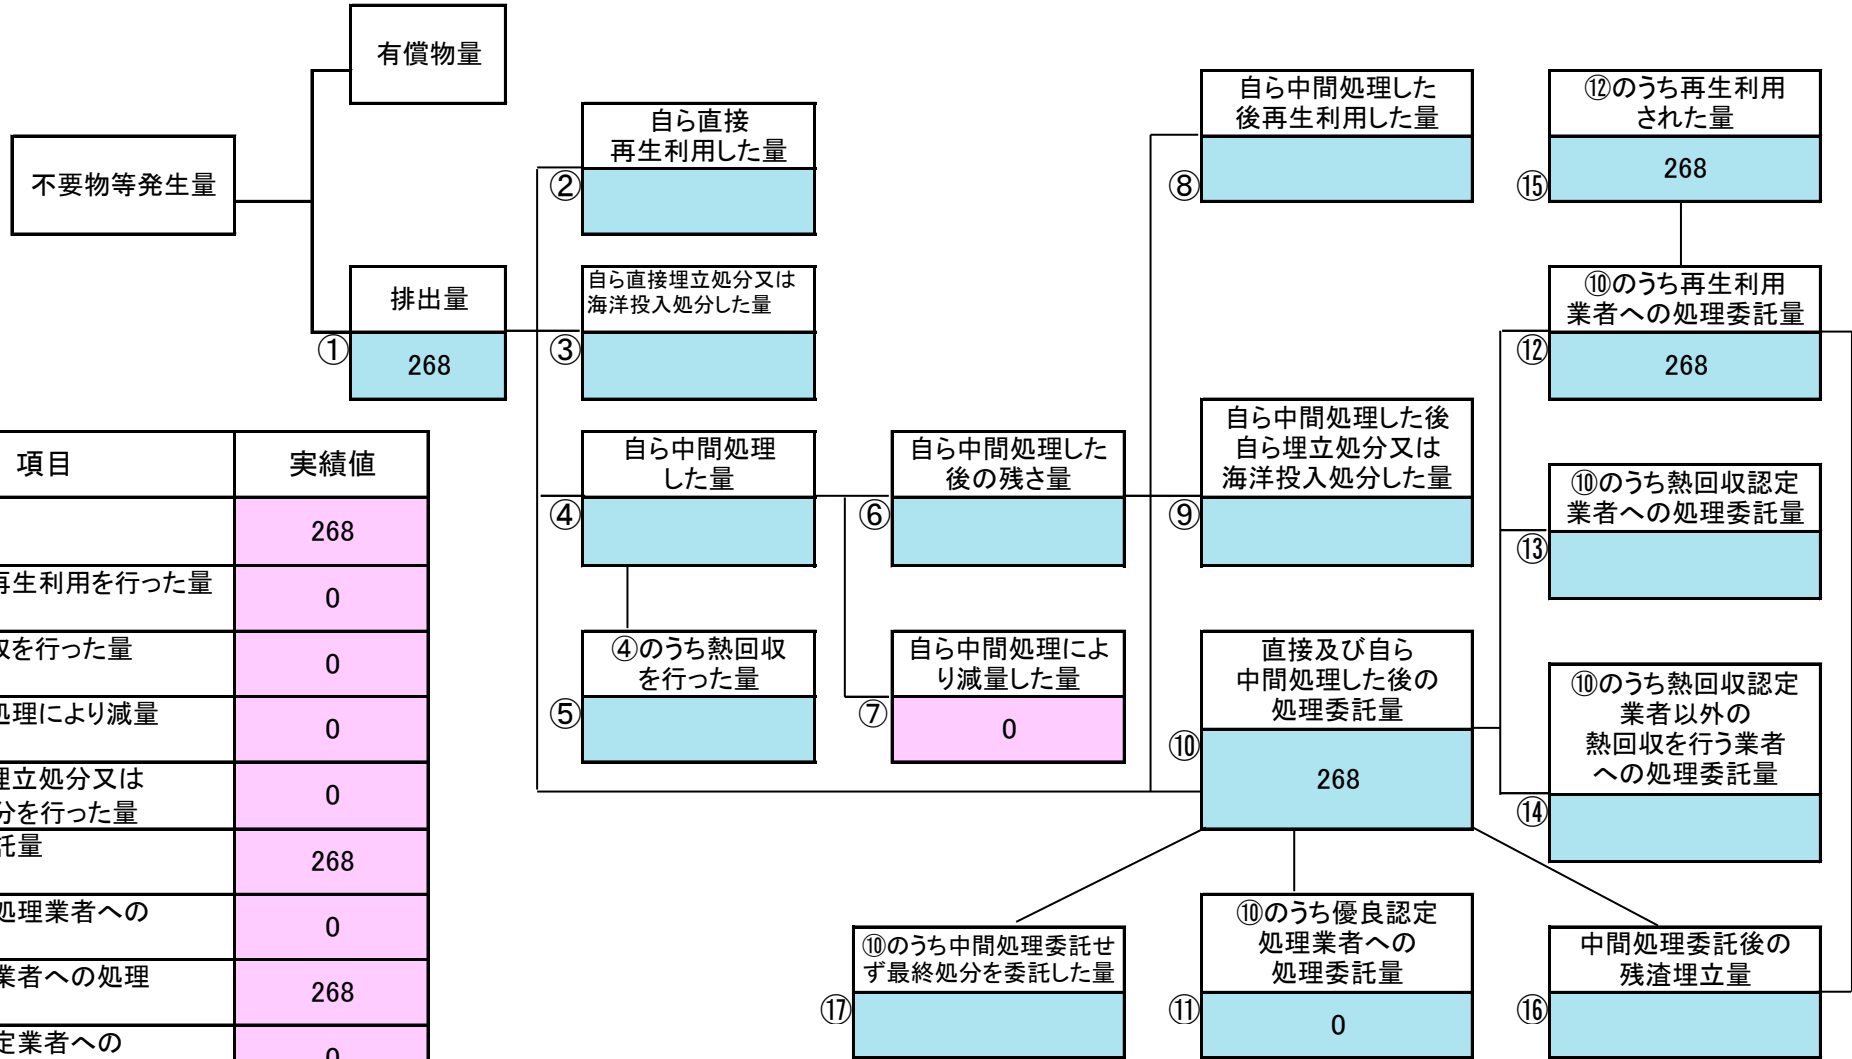 有償物量
不要物等発生量
排出量
①
268
自ら直接
再生利用した量
②
自ら直接埋立処分又は
海洋投入処分した量
③
自ら中間処理
した量
④
④のうち熱回収
を行った量
⑤
自ら中間処理した
後の残さ量
⑥
自ら中間処理によ
り減量した量
⑦
0
自ら中間処理した
後再生利用した量
⑧
自ら中間処理した後
自ら埋立処分又は
海洋投入処分した量
⑨
直接及び自ら
中間処理した後の
処理委託量
⑩
268
⑫のうち再生利用
された量
⑮
268
⑩のうち再生利用
業者への処理委託量
⑫
268
⑩のうち熱回収認定
業者への処理委託量
⑬
⑩のうち熱回収認定
業者以外の
熱回収を行う業者
への処理委託量
⑭
⑩のうち中間処理委託せ
ず最終処分を委託した量
⑰
⑩のうち優良認定
処理業者への
処理委託量
⑪
0
中間処理委託後の
残渣埋立量
⑯
項目 実績値
268
再生利用を行った量 0
を行った量 0
処理により減量 0
埋立処分又は
分を行った量 0
託量 268
処理業者への 0
業者への処理 268
定業者への 0